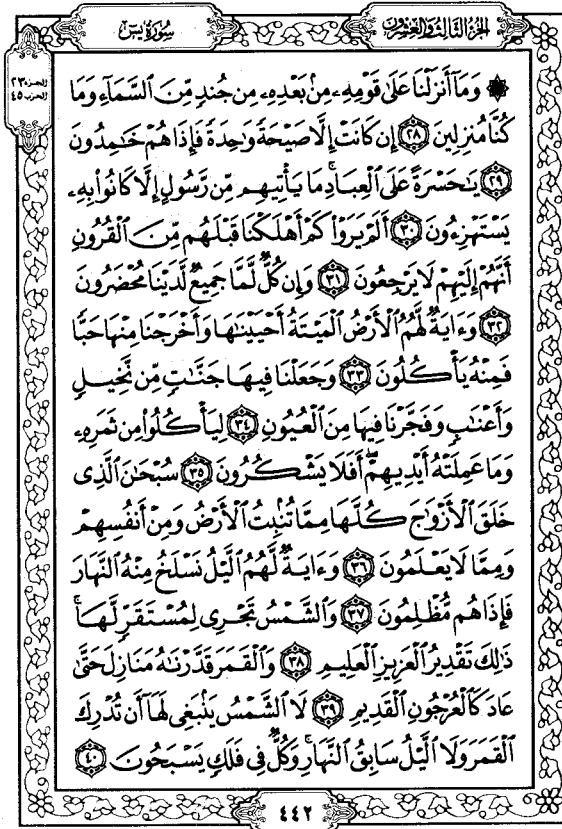 الجزء الثالث والعشرون
سورة يس
الجزء ٢٣
الحزب ٤٥
۞ وَمَآ أَنزَلْنَا عَلَىٰ قَوْمِهِۦ مِنۢ بَعْدِهِۦ مِن جُندٍ مِّنَ ٱلسَّمَآءِ وَمَا
كُنَّا مُنزِلِينَ ٢٨ إِن كَانَتْ إِلَّا صَيْحَةً وَٰحِدَةً فَإِذَا هُمْ خَٰمِدُونَ
٢٩ يَٰحَسْرَةً عَلَى ٱلْعِبَادِ ۚ مَا يَأْتِيهِم مِّن رَّسُولٍ إِلَّا كَانُوا۟ بِهِۦ
يَسْتَهْزِءُونَ ٣٠ أَلَمْ يَرَوْا۟ كَمْ أَهْلَكْنَا قَبْلَهُم مِّنَ ٱلْقُرُونِ
أَنَّهُمْ إِلَيْهِمْ لَا يَرْجِعُونَ ٣١ وَإِن كُلٌّ لَّمَّا جَمِيعٌ لَّدَيْنَا مُحْضَرُونَ
٣٢ وَءَايَةٌ لَّهُمُ ٱلْأَرْضُ ٱلْمَيْتَةُ أَحْيَيْنَٰهَا وَأَخْرَجْنَا مِنْهَا حَبًّا
فَمِنْهُ يَأْكُلُونَ ٣٣ وَجَعَلْنَا فِيهَا جَنَّٰتٍ مِّن نَّخِيلٍ
وَأَعْنَٰبٍ وَفَجَّرْنَا فِيهَا مِنَ ٱلْعُيُونِ ٣٤ لِيَأْكُلُوا۟ مِن ثَمَرِهِۦ
وَمَا عَمِلَتْهُ أَيْدِيهِمْ ۖ أَفَلَا يَشْكُرُونَ ٣٥ سُبْحَٰنَ ٱلَّذِى
خَلَقَ ٱلْأَزْوَٰجَ كُلَّهَا مِمَّا تُنۢبِتُ ٱلْأَرْضُ وَمِنْ أَنفُسِهِمْ
وَمِمَّا لَا يَعْلَمُونَ ٣٦ وَءَايَةٌ لَّهُمُ ٱلَّيْلُ نَسْلَخُ مِنْهُ ٱلنَّهَارَ
فَإِذَا هُم مُّظْلِمُونَ ٣٧ وَٱلشَّمْسُ تَجْرِى لِمُسْتَقَرٍّ لَّهَا ۚ
ذَٰلِكَ تَقْدِيرُ ٱلْعَزِيزِ ٱلْعَلِيمِ ٣٨ وَٱلْقَمَرَ قَدَّرْنَٰهُ مَنَازِلَ حَتَّىٰ
عَادَ كَٱلْعُرْجُونِ ٱلْقَدِيمِ ٣٩ لَا ٱلشَّمْسُ يَنۢبَغِى لَهَآ أَن تُدْرِكَ
ٱلْقَمَرَ وَلَا ٱلَّيْلُ سَابِقُ ٱلنَّهَارِ ۚ وَكُلٌّ فِى فَلَكٍ يَسْبَحُونَ ٤٠
٤٤٢